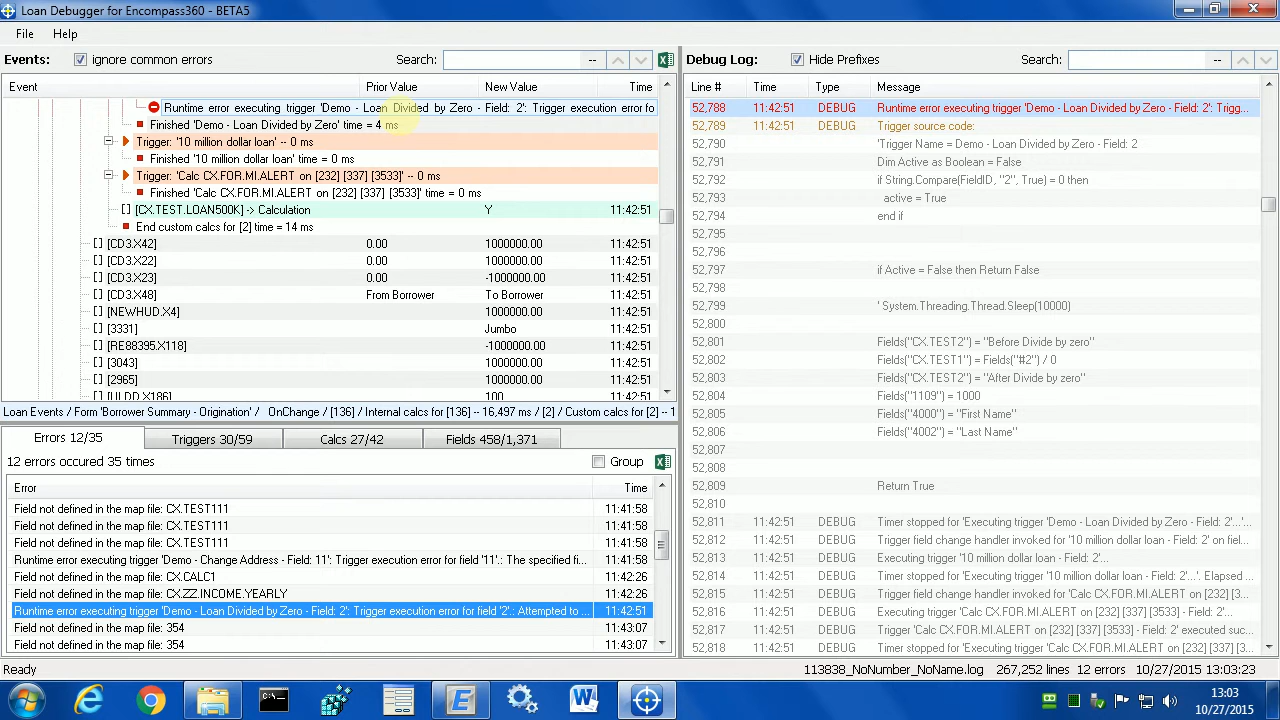 Loan Debugger for Encompass360 - BETA5
File Help
Events: ignore common errors Search: --
Event Prior Value New Value Time
Runtime error executing trigger 'Demo - Loan Divided by Zero - Field: 2': Trigger execution error fo
Finished 'Demo - Loan Divided by Zero' time = 4 ms
Trigger: '10 million dollar loan' -- 0 ms
Finished '10 million dollar loan' time = 0 ms
Trigger: 'Calc CX.FOR.MI.ALERT on [232] [337] [3533]' -- 0 ms
Finished 'Calc CX.FOR.MI.ALERT on [232] [337] [3533]' time = 0 ms
[] [CX.TEST.LOAN500K] -> Calculation Y 11:42:51
End custom calcs for [2] time = 14 ms
[] [CD3.X42] 0.00 1000000.00 11:42:51
[] [CD3.X22] 0.00 1000000.00 11:42:51
[] [CD3.X23] 0.00 -1000000.00 11:42:51
[] [CD3.X48] From Borrower To Borrower 11:42:51
[] [NEWHUD.X4] 1000000.00 11:42:51
[] [3331] Jumbo 11:42:51
[] [RE88395.X118] -1000000.00 11:42:51
[] [3043] 1000000.00 11:42:51
[] [2965] 1000000.00 11:42:51
[] [ULDD.X186] 1000000.00 11:42:51
Loan Events / Form 'Borrower Summary - Origination' / OnChange / [136] / Internal calcs for [136] -- 16,497 ms / [2] / Custom calcs for [2] -- 1
Errors 12/35 Triggers 30/59 Calcs 27/42 Fields 458/1,371
12 errors occured 35 times Group
Error Time
Field not defined in the map file: CX.TEST111 11:41:58
Field not defined in the map file: CX.TEST111 11:41:58
Field not defined in the map file: CX.TEST111 11:41:58
Runtime error executing trigger 'Demo - Change Address - Field: 11': Trigger execution error for field '11'.: The specified fi... 11:41:58
Field not defined in the map file: CX.CALC1 11:42:26
Field not defined in the map file: CX.ZZ.INCOME.YEARLY 11:42:26
Runtime error executing trigger 'Demo - Loan Divided by Zero - Field: 2': Trigger execution error for field '2'.: Attempted to ... 11:42:51
Field not defined in the map file: 354 11:43:07
Field not defined in the map file: 354 11:43:07
Debug Log: Hide Prefixes Search: --
Line # Time Type Message
52,788 11:42:51 DEBUG Runtime error executing trigger 'Demo - Loan Divided by Zero - Field: 2': Trigg...
52,789 11:42:51 DEBUG Trigger source code:
52,790 'Trigger Name = Demo - Loan Divided by Zero - Field: 2
52,791 Dim Active as Boolean = False
52,792 if String.Compare(FieldID, "2", True) = 0 then
52,793 active = True
52,794 end if
52,795
52,796
52,797 if Active = False then Return False
52,798
52,799 ' System.Threading.Thread.Sleep(10000)
52,800
52,801 Fields("CX.TEST2") = "Before Divide by zero"
52,802 Fields("CX.TEST1") = Fields("#2") / 0
52,803 Fields("CX.TEST2") = "After Divide by zero"
52,804 Fields("1109") = 1000
52,805 Fields("4000") = "First Name"
52,806 Fields("4002") = "Last Name"
52,807
52,808
52,809 Return True
52,810
52,811 11:42:51 DEBUG Timer stopped for 'Executing trigger 'Demo - Loan Divided by Zero - Field: 2'...'...
52,812 11:42:51 DEBUG Trigger field change handler invoked for '10 million dollar loan - Field: 2' on fiel...
52,813 11:42:51 DEBUG Executing trigger '10 million dollar loan - Field: 2'...
52,814 11:42:51 DEBUG Timer stopped for 'Executing trigger '10 million dollar loan - Field: 2'...'. Elapsed ...
52,815 11:42:51 DEBUG Trigger field change handler invoked for 'Calc CX.FOR.MI.ALERT on [232] [3...
52,816 11:42:51 DEBUG Executing trigger 'Calc CX.FOR.MI.ALERT on [232] [337] [3533] - Field: 2'...
52,817 11:42:51 DEBUG Trigger 'Calc CX.FOR.MI.ALERT on [232] [337] [3533] - Field: 2' executed suc...
52,818 11:42:51 DEBUG Timer stopped for 'Executing trigger 'Calc CX.FOR.MI.ALERT on [232] [337] [3...
Ready 113838_NoNumber_NoName.log 267,252 lines 12 errors 10/27/2015 13:03:23
13:03
10/27/2015